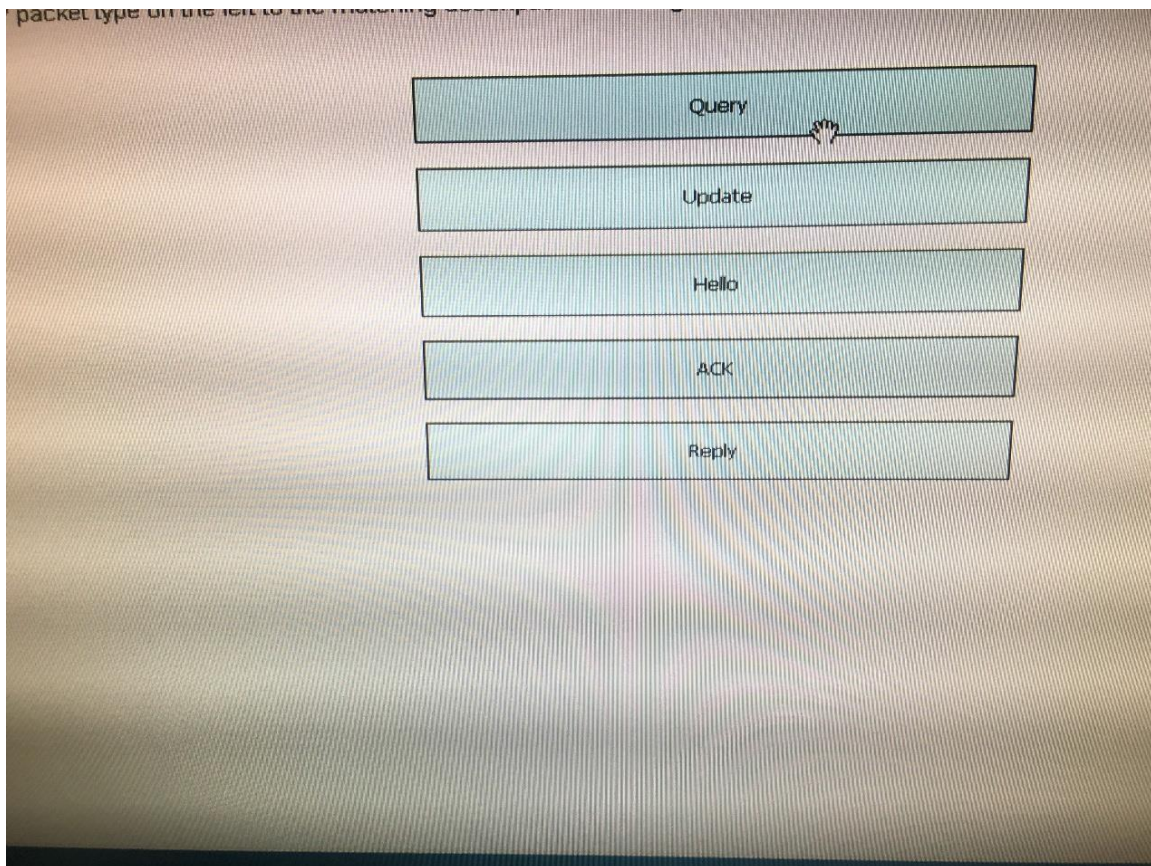 packet type on the left to the matching
Query
Update
Hello
ACK
Reply